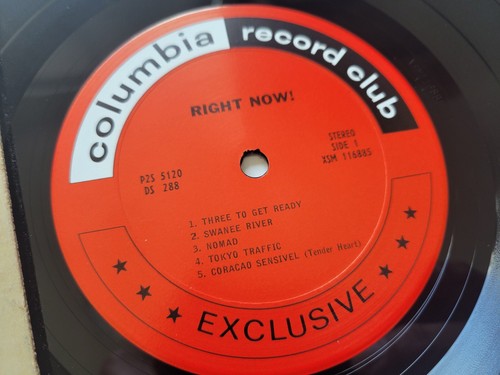 columbia record club
RIGHT NOW!
P2S 5120
DS 288
STEREO
SIDE 1
XSM 116885
1. THREE TO GET READY
2. SWANEE RIVER
3. NOMAD
4. TOKYO TRAFFIC
5. CORACAO SENSIVEL (Tender Heart)
★ ★ ★ EXCLUSIVE ★ ★ ★